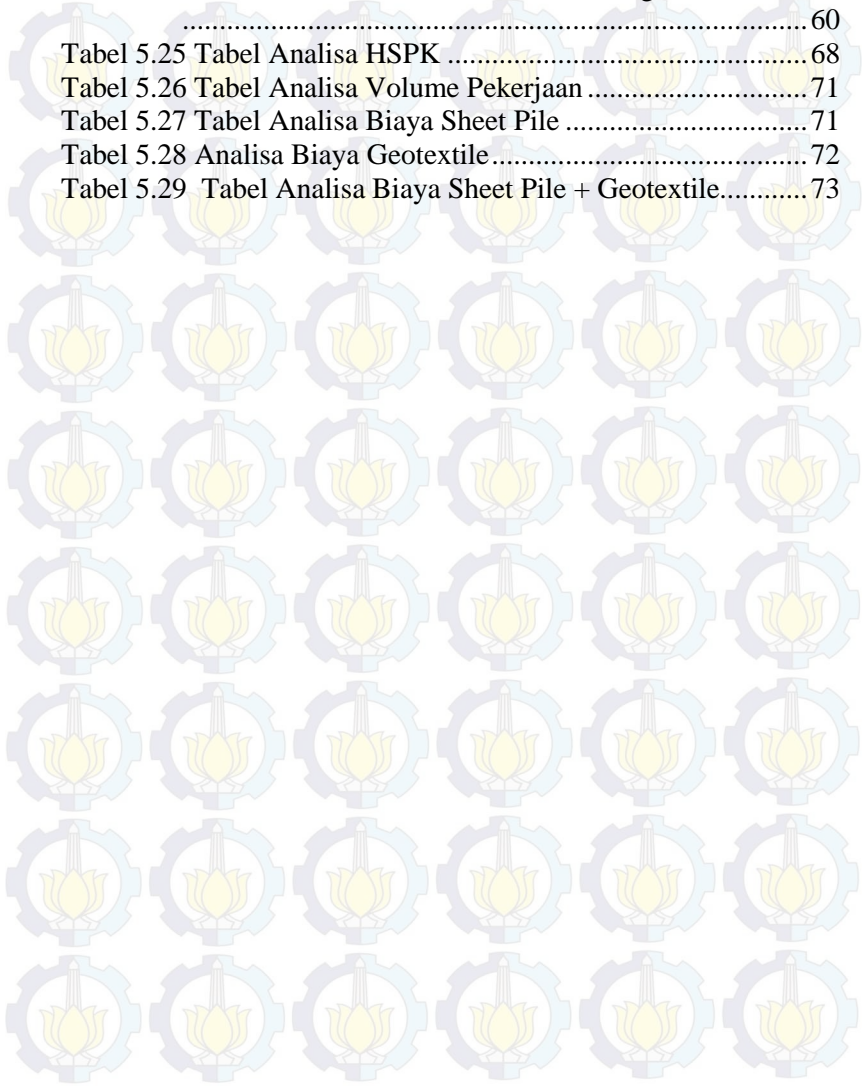 ............................................................................................ 60
Tabel 5.25 Tabel Analisa HSPK ..................................................... 68
Tabel 5.26 Tabel Analisa Volume Pekerjaan ................................ 71
Tabel 5.27 Tabel Analisa Biaya Sheet Pile ................................... 71
Tabel 5.28 Analisa Biaya Geotextile.............................................. 72
Tabel 5.29 Tabel Analisa Biaya Sheet Pile + Geotextile............ 73